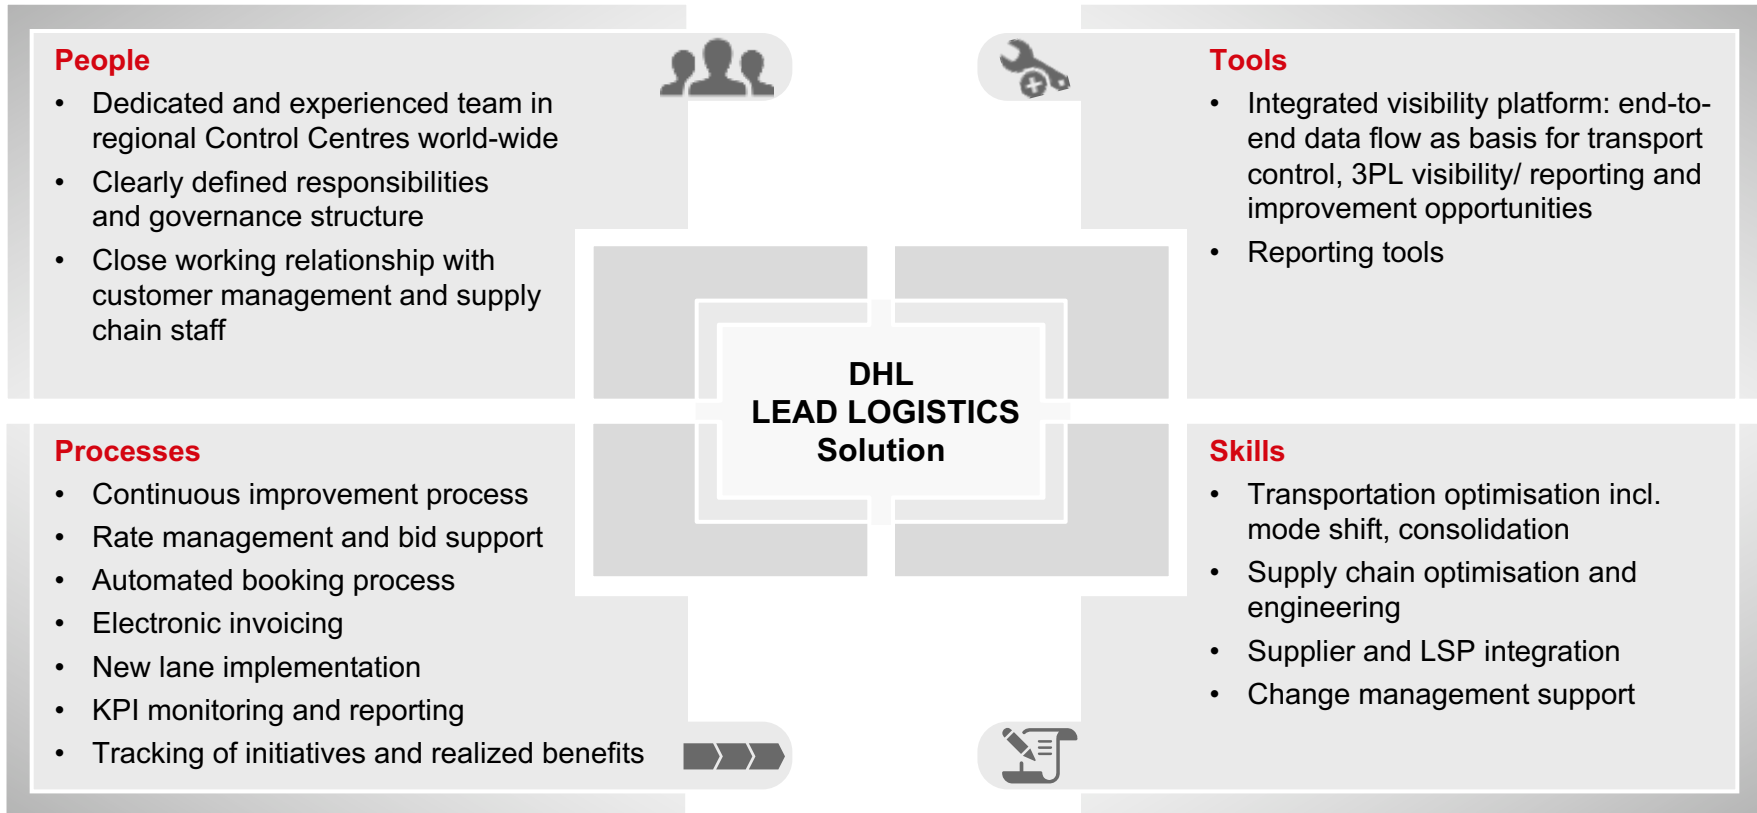 People
• Dedicated and experienced team in
regional Control Centres world-wide
• Clearly defined responsibilities
and governance structure
• Close working relationship with
customer management and supply
chain staff
Tools
• Integrated visibility platform: end-to-
end data flow as basis for transport
control, 3PL visibility/ reporting and
improvement opportunities
• Reporting tools
DHL
LEAD LOGISTICS
Solution
Processes
• Continuous improvement process
• Rate management and bid support
• Automated booking process
• Electronic invoicing
• New lane implementation
• KPI monitoring and reporting
• Tracking of initiatives and realized benefits
Skills
• Transportation optimisation incl.
mode shift, consolidation
• Supply chain optimisation and
engineering
• Supplier and LSP integration
• Change management support